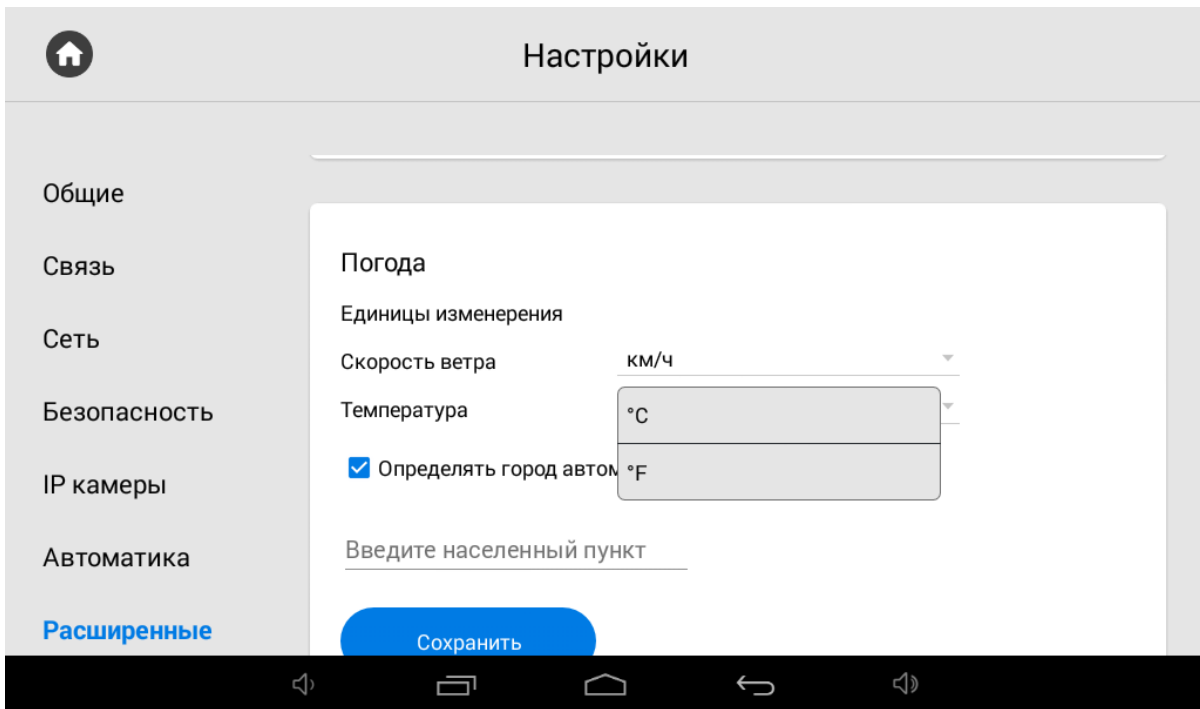 Настройки
Общие
Связь
Сеть
Безопасность
IP камеры
Автоматика
Расширенные
Погода
Единицы изменерения
Скорость ветра км/ч
Температура
°C
°F
Определять город автом
Введите населенный пункт
Сохранить